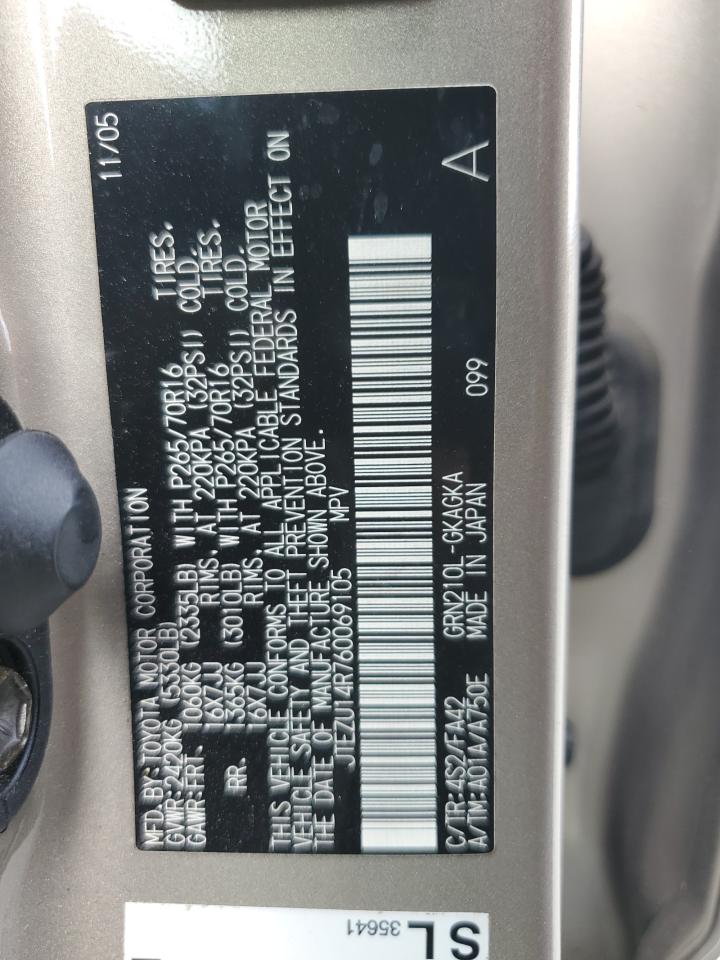 MFD.BY:TOYOTA MOTOR CORPORATION 11/05
GVWR:2420KG (5330LB)
GAWR:FRT. 1060KG (2335LB) WITH P265/70R16 TIRES.
16X7JJ RIMS. AT 220KPA (32PSI) COLD.
RR. 1365KG (3010LB) WITH P265/70R16 TIRES.
16X7JJ RIMS. AT 220KPA (32PSI) COLD.
THIS VEHICLE CONFORMS TO ALL APPLICABLE FEDERAL MOTOR
VEHICLE SAFETY AND THEFT PREVENTION STANDARDS IN EFFECT ON
THE DATE OF MANUFACTURE SHOWN ABOVE.
JTEZU14R760069105 MPV
C/TR:4S2/FA42 GRN210L-GKAGKA
A/TM:A01A/A750E MADE IN JAPAN 099 A
SL
35641